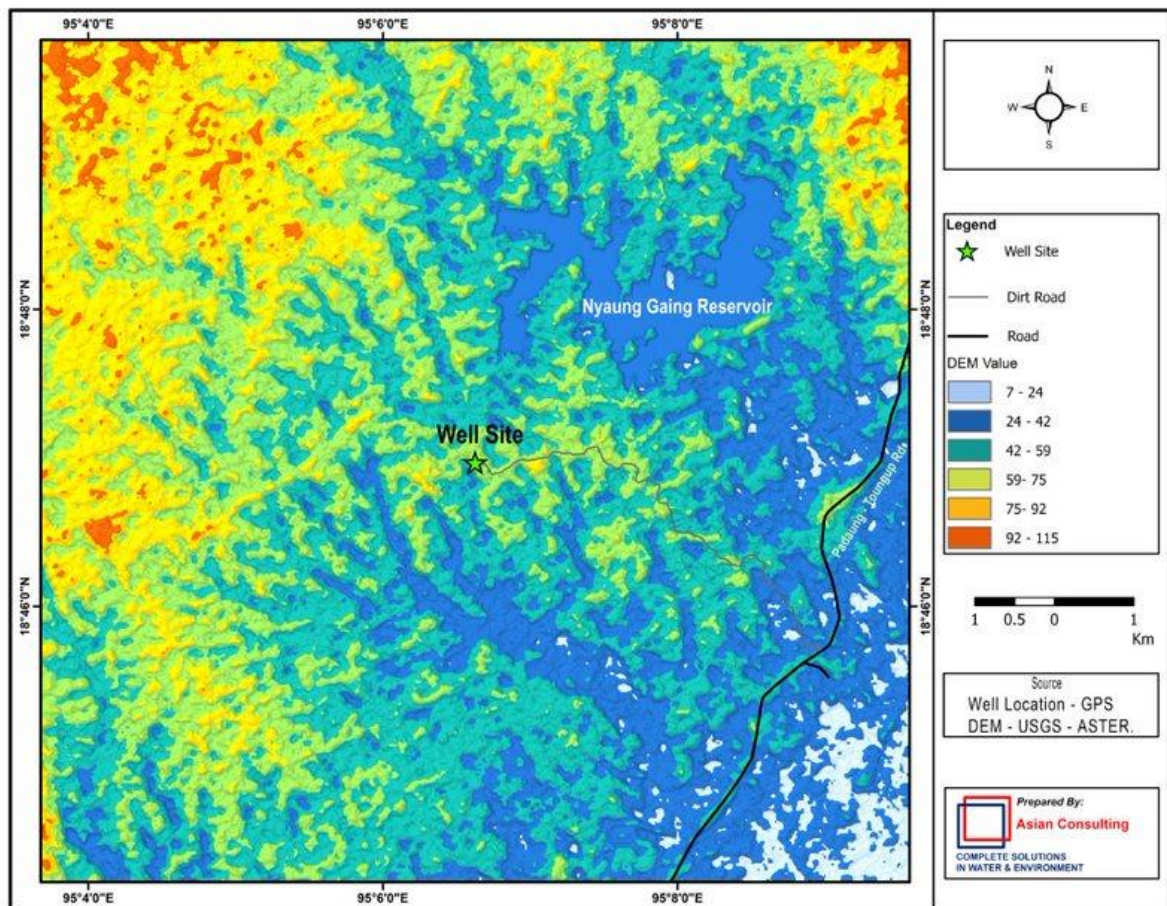 95°4'0"E 95°6'0"E 95°8'0"E
18°48'0"N 18°48'0"N
Nyaung Gaing Reservoir
Well Site
Padaung - Toungup Rd
18°46'0"N 18°46'0"N
95°4'0"E 95°6'0"E 95°8'0"E
N
W E
S
Legend
Well Site
Dirt Road
Road
DEM Value
7 - 24
24 - 42
42 - 59
59- 75
75- 92
92 - 115
1 0.5 0 1
Km
Source
Well Location - GPS
DEM - USGS - ASTER.
Prepared By:
Asian Consulting
COMPLETE SOLUTIONS
IN WATER & ENVIRONMENT